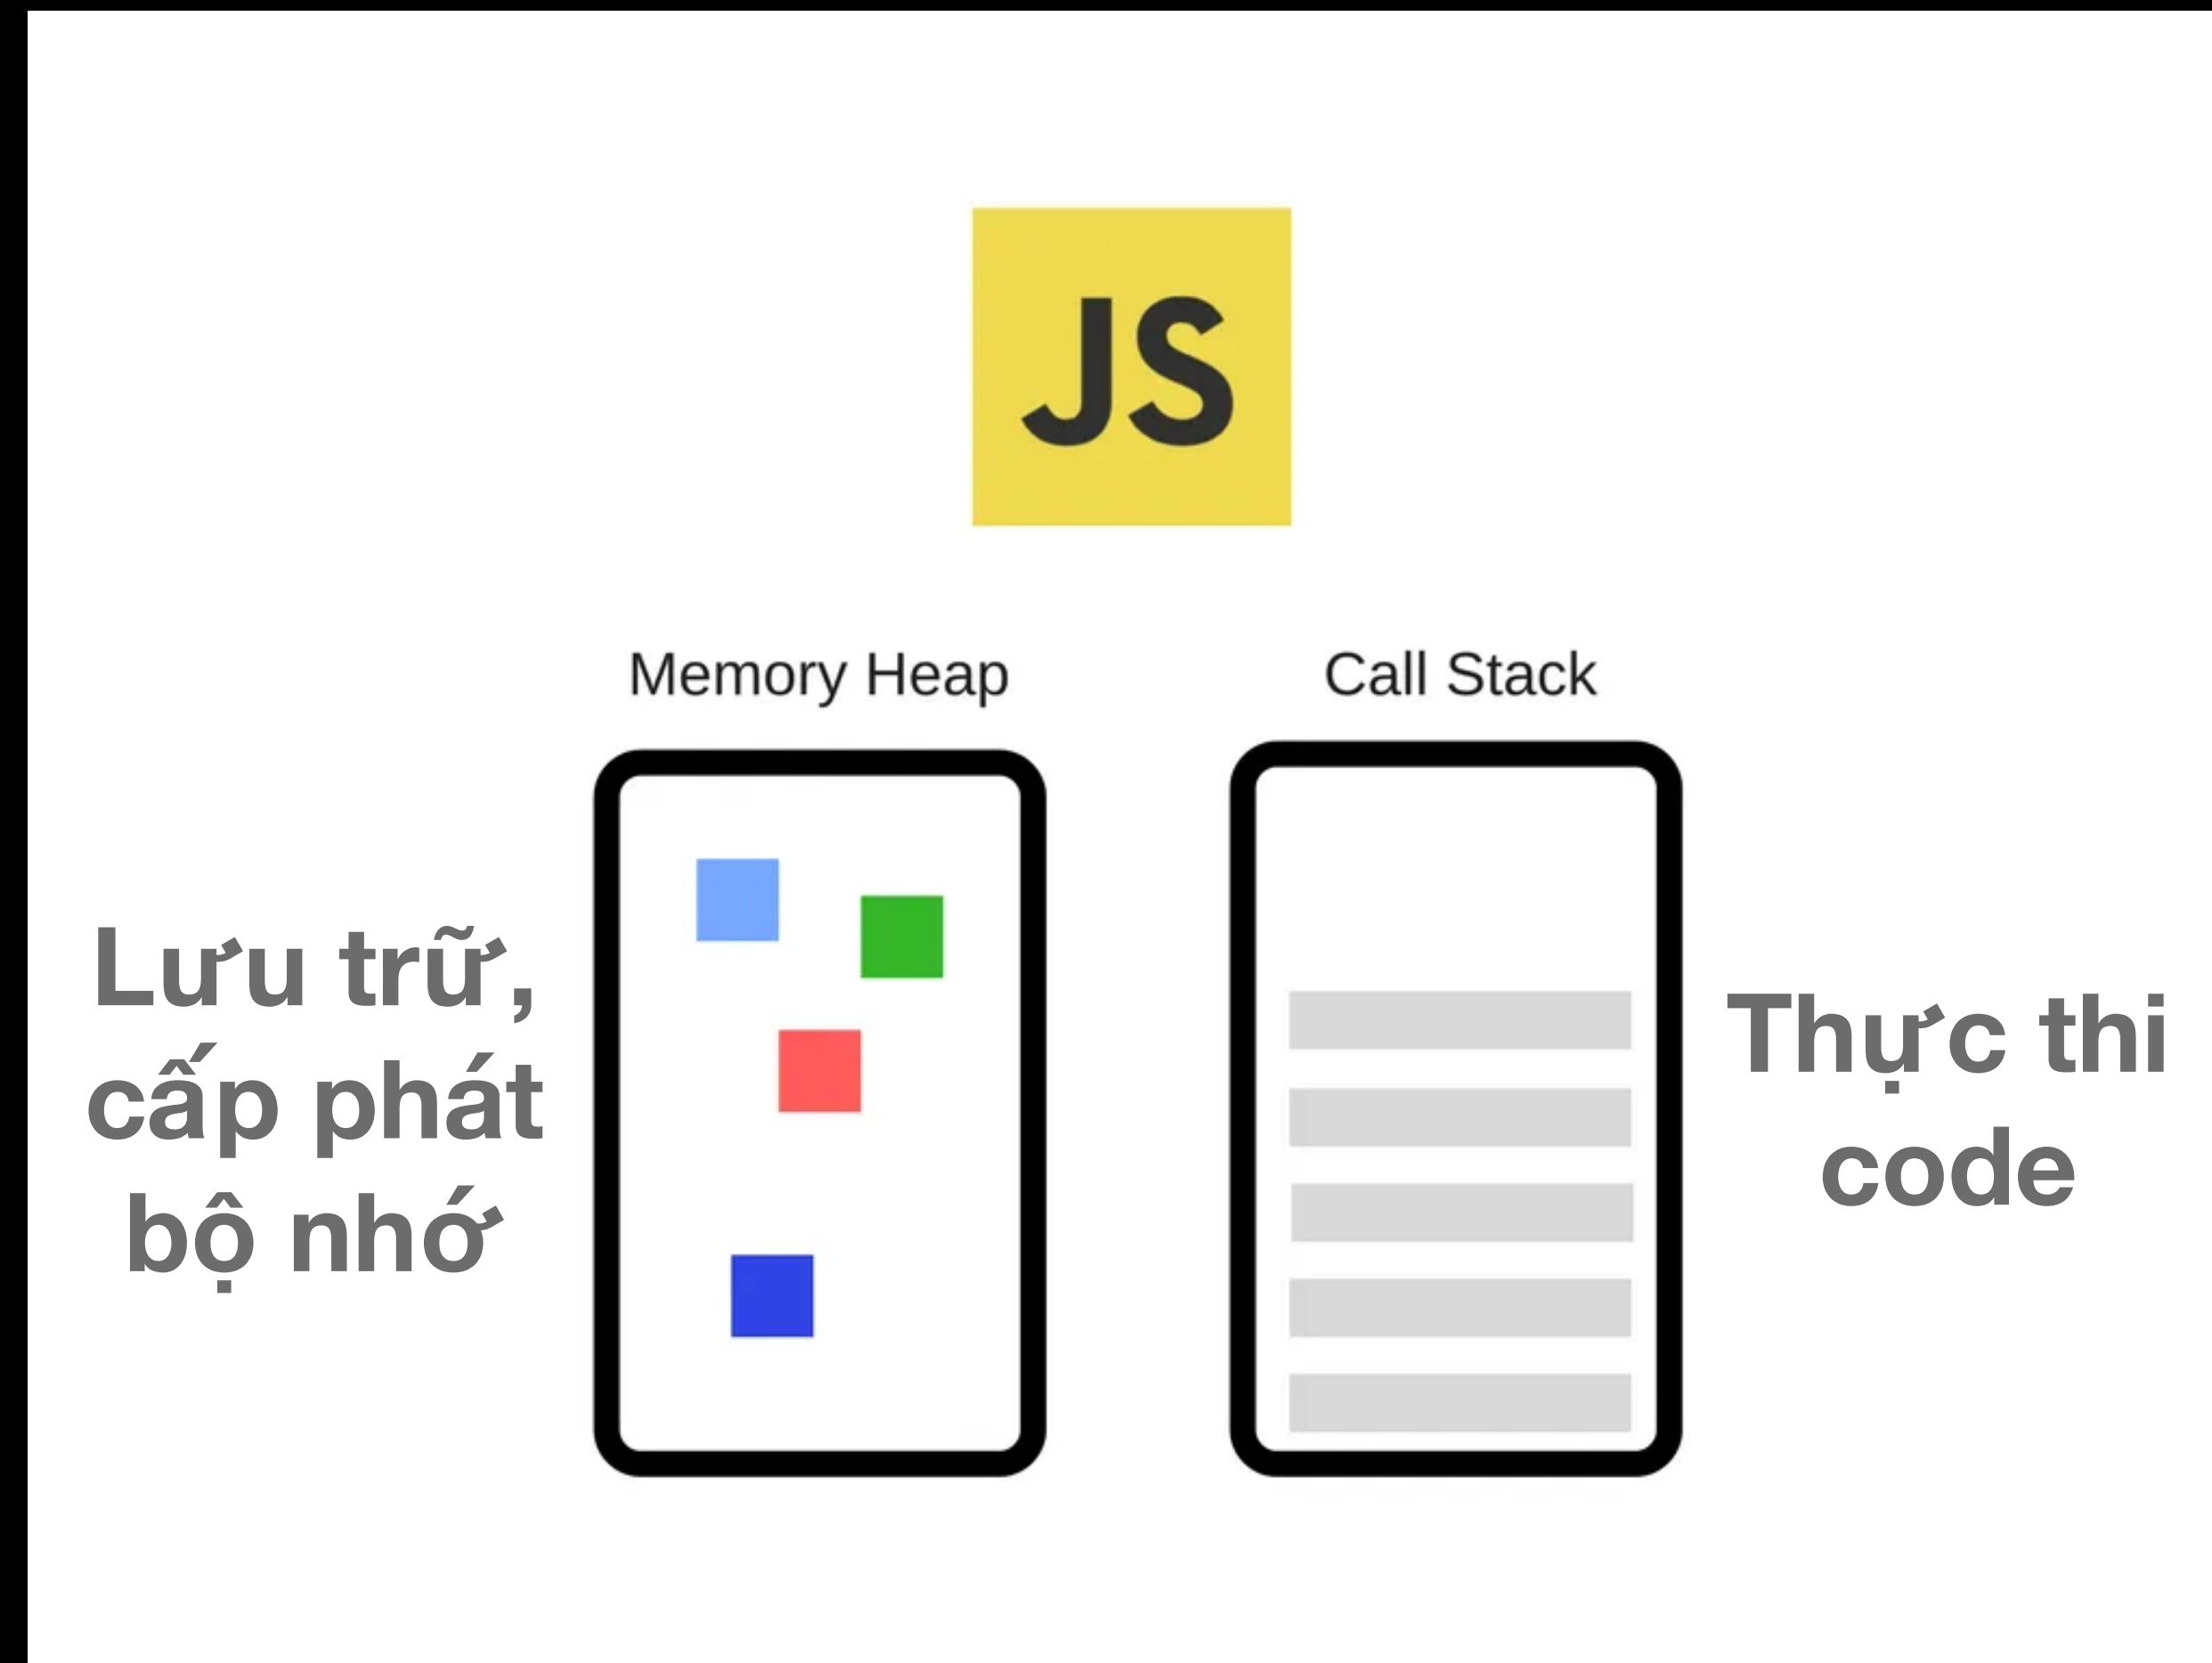 JS
Memory Heap
Call Stack
Lưu trữ,
cấp phát
bộ nhớ
Thực thi
code